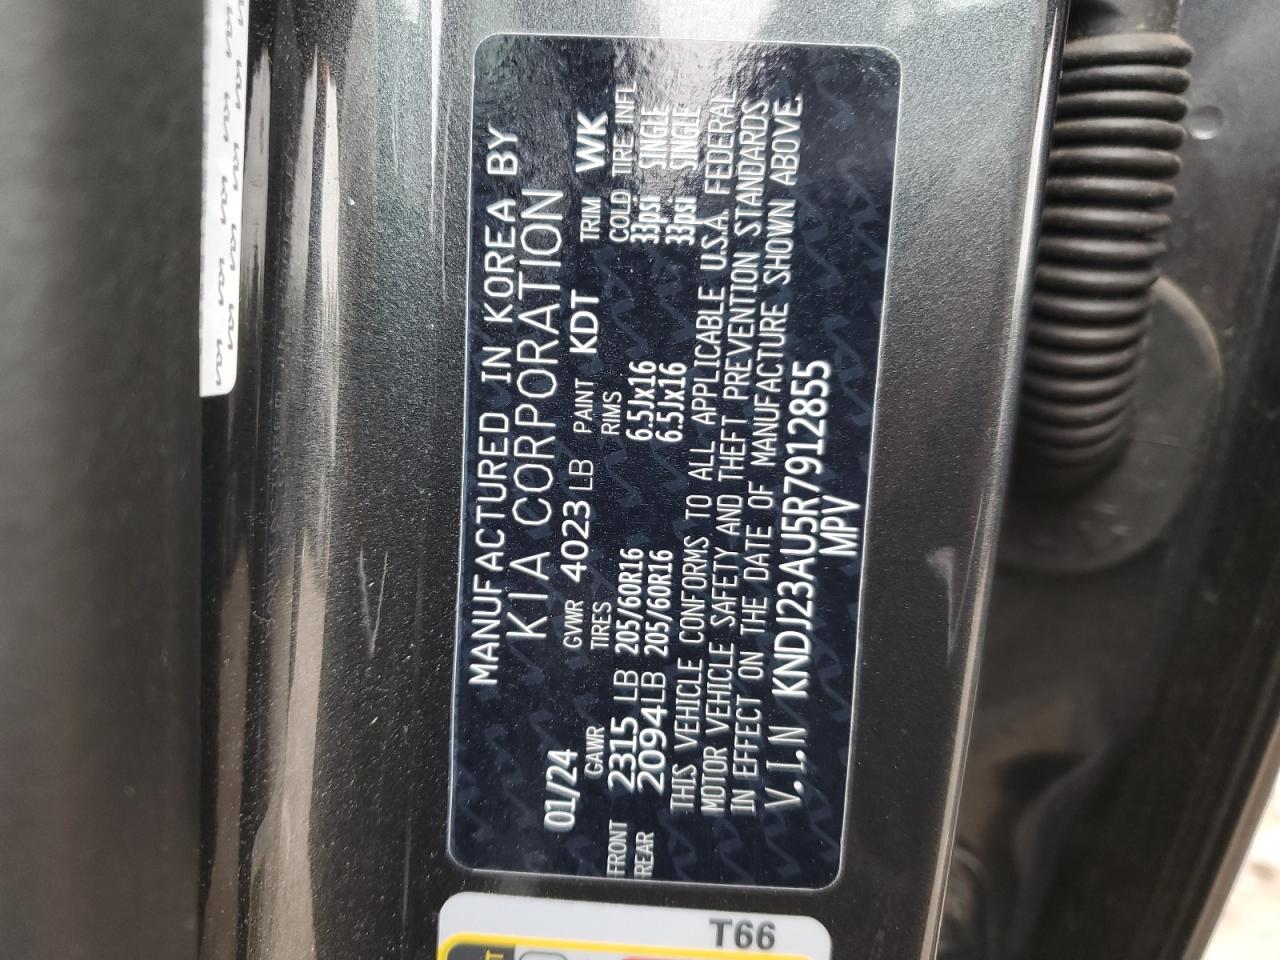 MANUFACTURED IN KOREA BY
KIA CORPORATION
01/24 GVWR 4023 LB PAINT KDT TRIM WK
GAWR TIRES RIMS COLD TIRE INFL
FRONT 2315 LB 205/60R16 6.5Jx16 33psi SINGLE
REAR 2094 LB 205/60R16 6.5Jx16 33psi SINGLE
THIS VEHICLE CONFORMS TO ALL APPLICABLE U.S.A. FEDERAL
MOTOR VEHICLE SAFETY AND THEFT PREVENTION STANDARDS
IN EFFECT ON THE DATE OF MANUFACTURE SHOWN ABOVE.
V.I.N KNDJ23AU5R7912855
MPV
T66